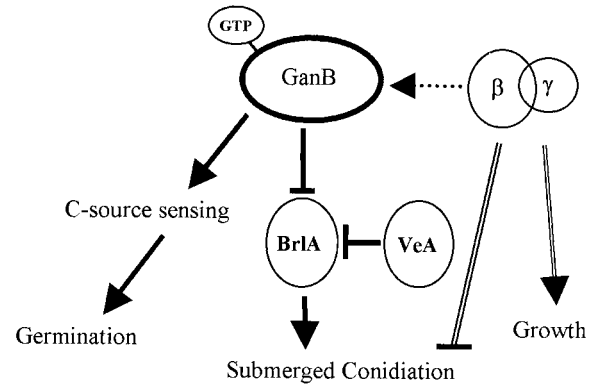 GTP
GanB
β γ
C-source sensing
BrlA
VeA
Germination
Growth
Submerged Conidiation